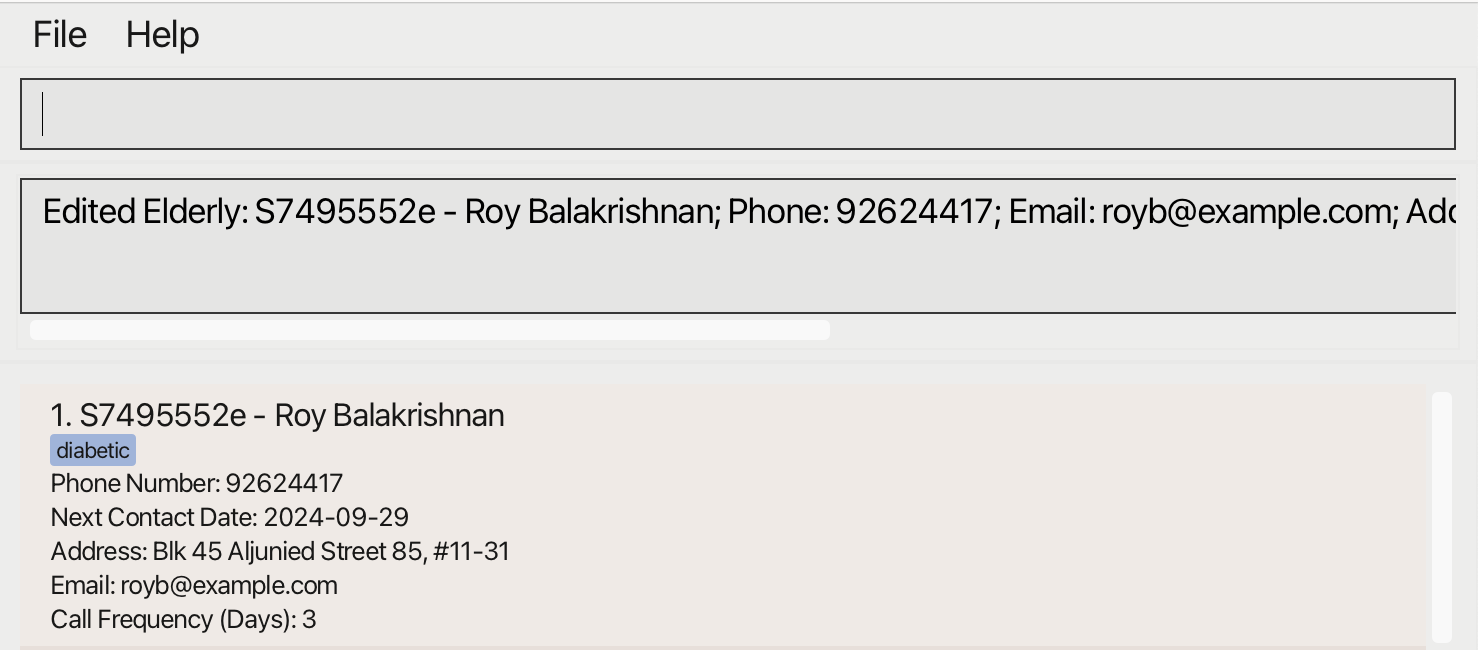 File Help
Edited Elderly: S7495552e - Roy Balakrishnan; Phone: 92624417; Email: royb@example.com;
1. S7495552e - Roy Balakrishnan
diabetic
Phone Number: 92624417
Next Contact Date: 2024-09-29
Address: Blk 45 Aljunied Street 85, #11-31
Email: royb@example.com
Call Frequency (Days): 3